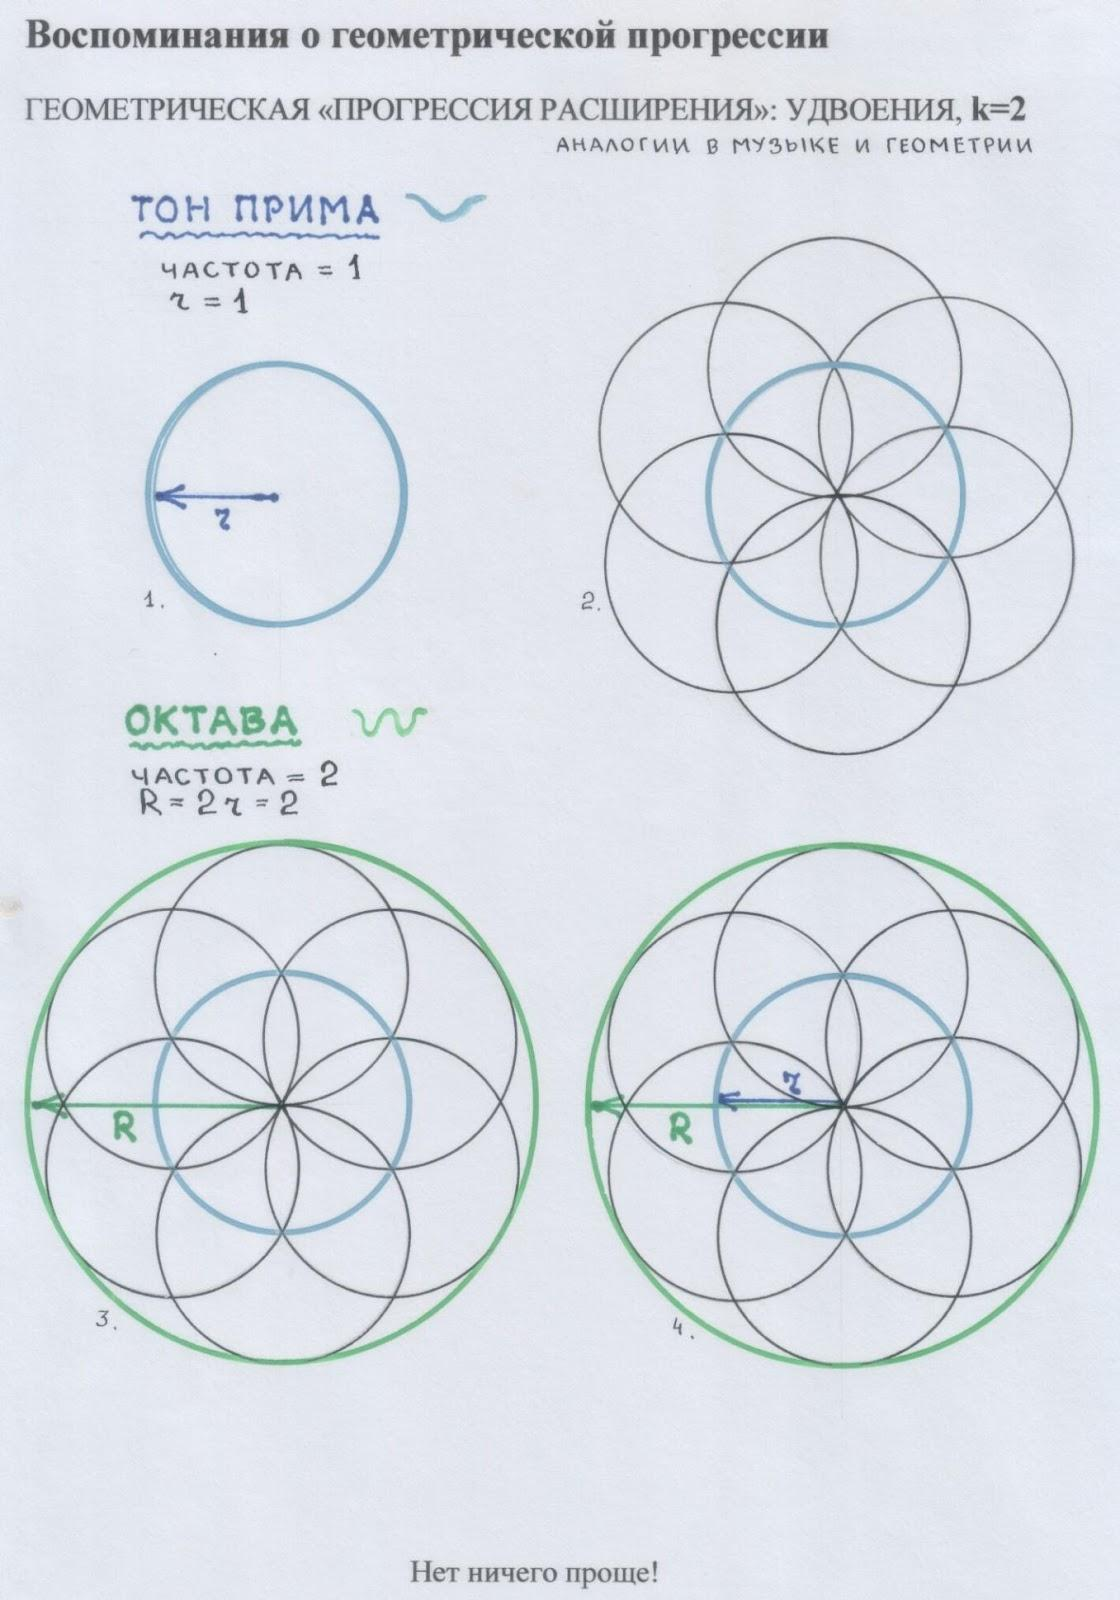 Воспоминания о геометрической прогрессии
ГЕОМЕТРИЧЕСКАЯ «ПРОГРЕССИЯ РАСШИРЕНИЯ»: УДВОЕНИЯ, k=2
АНАЛОГИИ В МУЗЫКЕ И ГЕОМЕТРИИ
ТОН ПРИМА
ЧАСТОТА = 1
r = 1
r
1.
2.
ОКТАВА
ЧАСТОТА = 2
R = 2r = 2
R
3.
r
R
4.
Нет ничего проще!